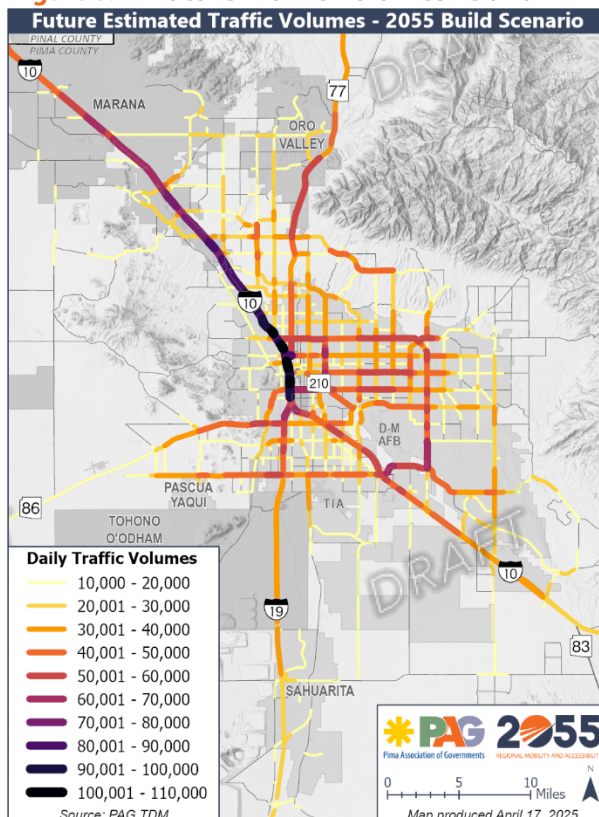 Future Estimated Traffic Volumes - 2055 Build Scenario
PINAL COUNTY
PIMA COUNTY
10
MARANA
77
DRAFT
ORO
VALLEY
10
210
D-M
AFB
86
PASCUA
YAQUI
TIA
TOHONO
O'ODHAM
DRAFT
10
19
83
SAHUARITA
Daily Traffic Volumes
10,000 - 20,000
20,001 - 30,000
30,001 - 40,000
40,001 - 50,000
50,001 - 60,000
60,001 - 70,000
70,001 - 80,000
80,001 - 90,000
90,001 - 100,000
100,001 - 110,000
Source: PAG TDM
PAG 2055
Pima Association of Governments
REGIONAL MOBILITY AND ACCESSIBILITY
N
0 5 10
Miles
Map produced April 17, 2025